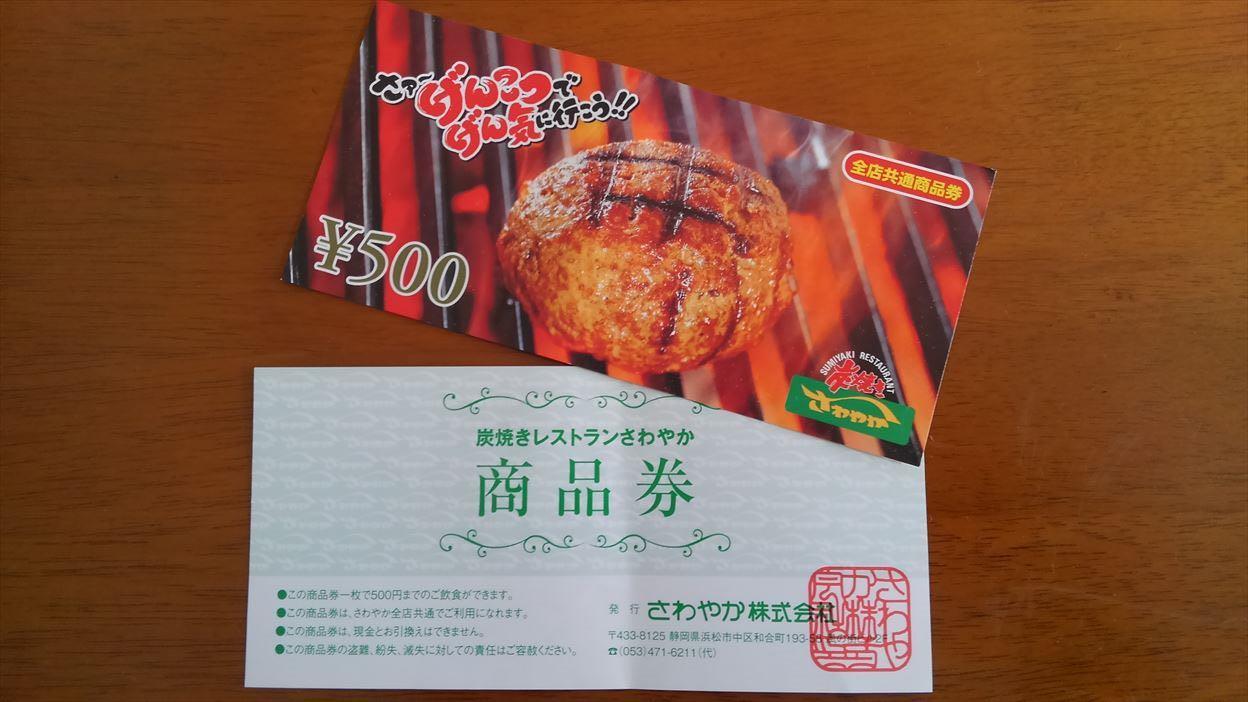 さァ～げんこつで
げん気に行こう!!
全店共通商品券
¥500
SUMIYAKI RESTAURANT
炭焼き
さわやか
炭焼きレストランさわやか
商品券
●この商品券一枚で500円までのご飲食ができます。
●この商品券は、さわやか全店共通でご利用になれます。
●この商品券は、現金とお引換えはできません。
●この商品券の盗難、紛失、滅失に対しての責任はご容赦ください。
発行 さわやか株式会社
〒433-8125 静岡県浜松市中区和合町193-
☎(053)471-6211(代)